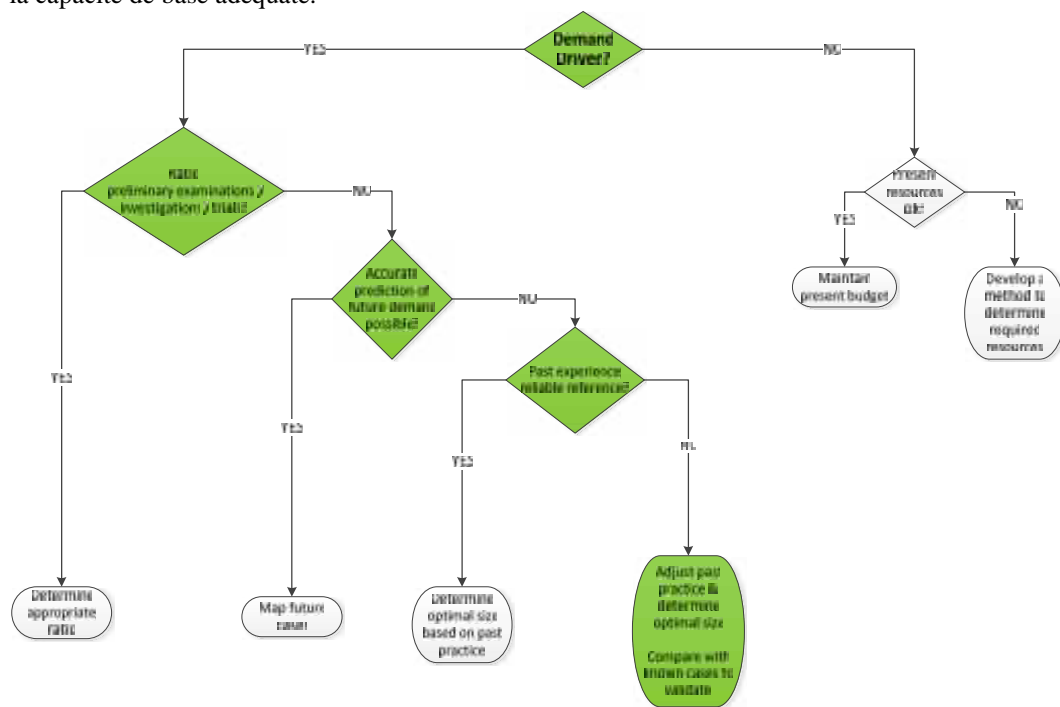 la capacité de base adéquate.
Demand
Driver?
YES
NO
Ratio
preliminary examinations /
investigations / trials?
NO
Present
resources
OK?
YES
NO
Accurate
prediction of
future demand
possible?
NO
Maintain
present budget
Develop a
method to
determine
required
resources
Past experience
reliable reference?
YES
YES
YES
NO
Determine
appropriate
ratio
Map future
cases
Determine
optimal size
based on past
practice
Adjust past
practice &
determine
optimal size
Compare with
known cases to
validate